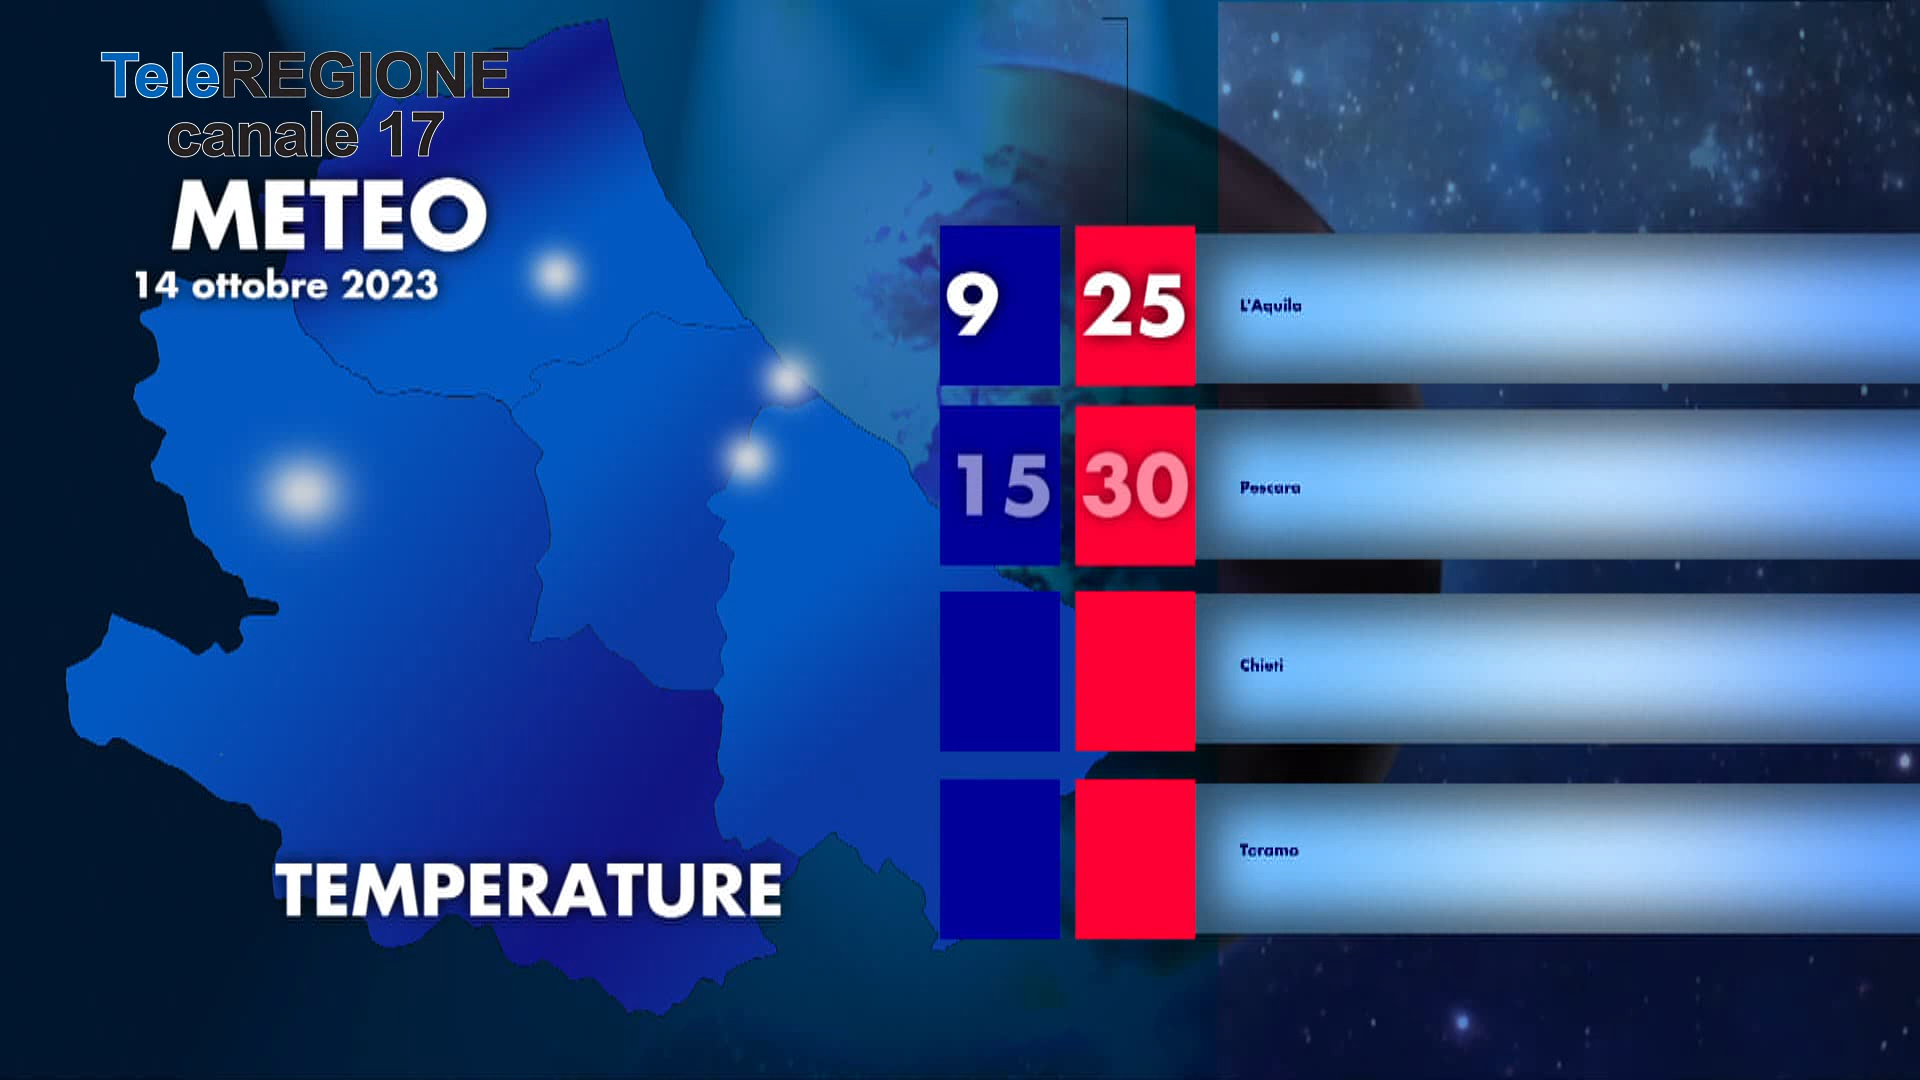 TeleREGIONE
canale 17
METEO
14 ottobre 2023
9 25 L'Aquila
15 30 Pescara
Chieti
Teramo
TEMPERATURE